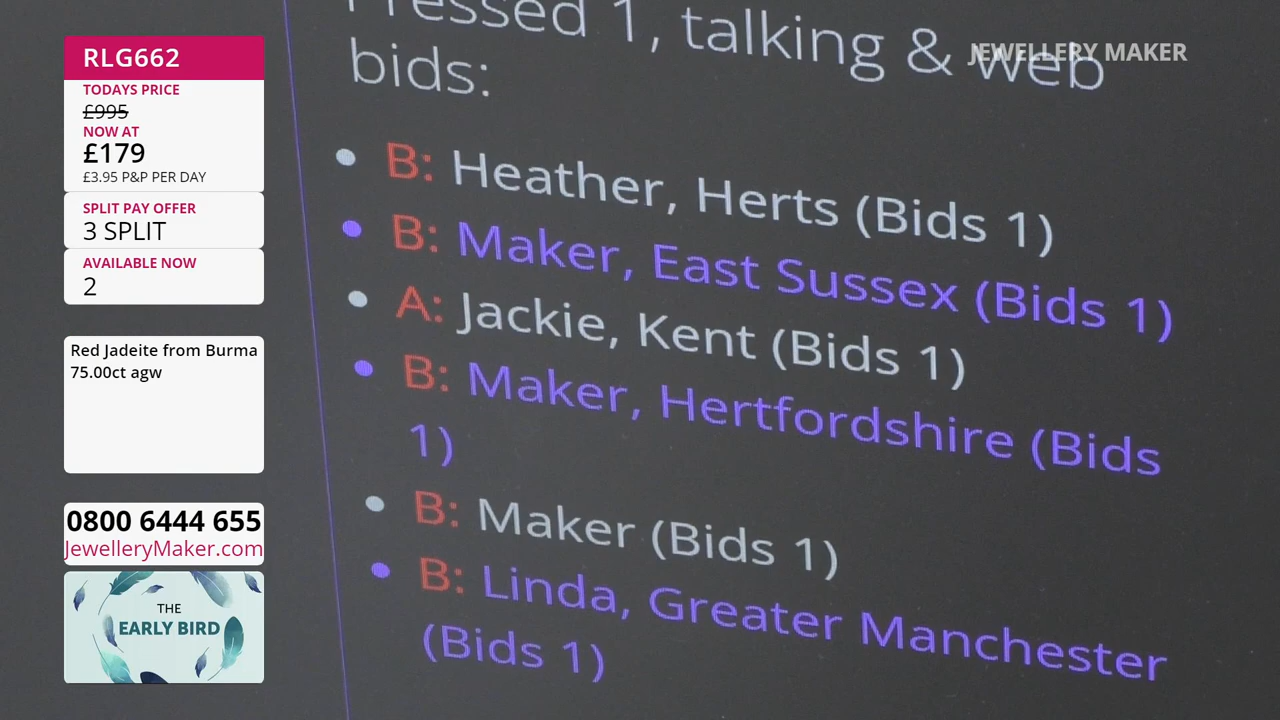 RLG662
TODAYS PRICE
£995
NOW AT
£179
£3.95 P&P PER DAY
SPLIT PAY OFFER
3 SPLIT
AVAILABLE NOW
2
Red Jadeite from Burma
75.00ct agw
0800 6444 655
JewelleryMaker.com
THE
EARLY BIRD
JEWELLERY MAKER
Pressed 1, talking & web
bids:
• B: Heather, Herts (Bids 1)
• B: Maker, East Sussex (Bids 1)
• A: Jackie, Kent (Bids 1)
• B: Maker, Hertfordshire (Bids
1)
• B: Maker (Bids 1)
• B: Linda, Greater Manchester
(Bids 1)